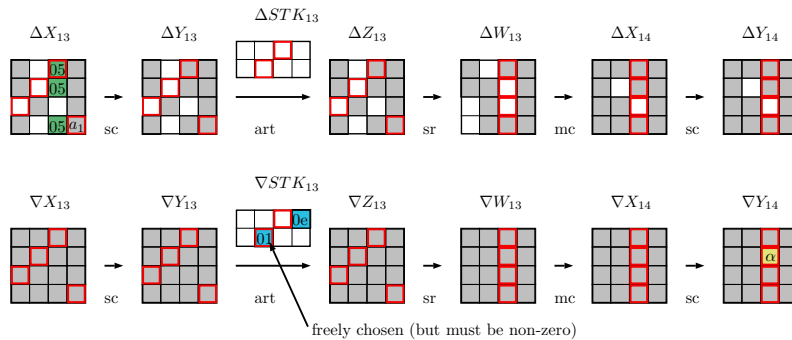 ΔX₁₃ ΔY₁₃ ΔSTK₁₃ ΔZ₁₃ ΔW₁₃ ΔX₁₄ ΔY₁₄
05
05
05 a₁
sc art sr mc sc
∇X₁₃ ∇Y₁₃ ∇STK₁₃ ∇Z₁₃ ∇W₁₃ ∇X₁₄ ∇Y₁₄
0e
01
α
sc art sr mc sc
freely chosen (but must be non-zero)